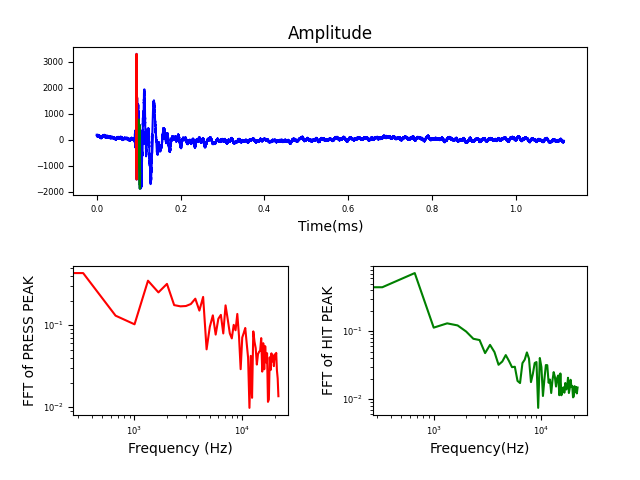 Amplitude
3000
2000
1000
0
−1000
−2000
0.0 0.2 0.4 0.6 0.8 1.0
Time(ms)
FFT of PRESS PEAK
10⁻¹
10⁻²
10³ 10⁴
Frequency (Hz)
FFT of HIT PEAK
10⁻¹
10⁻²
10³ 10⁴
Frequency(Hz)